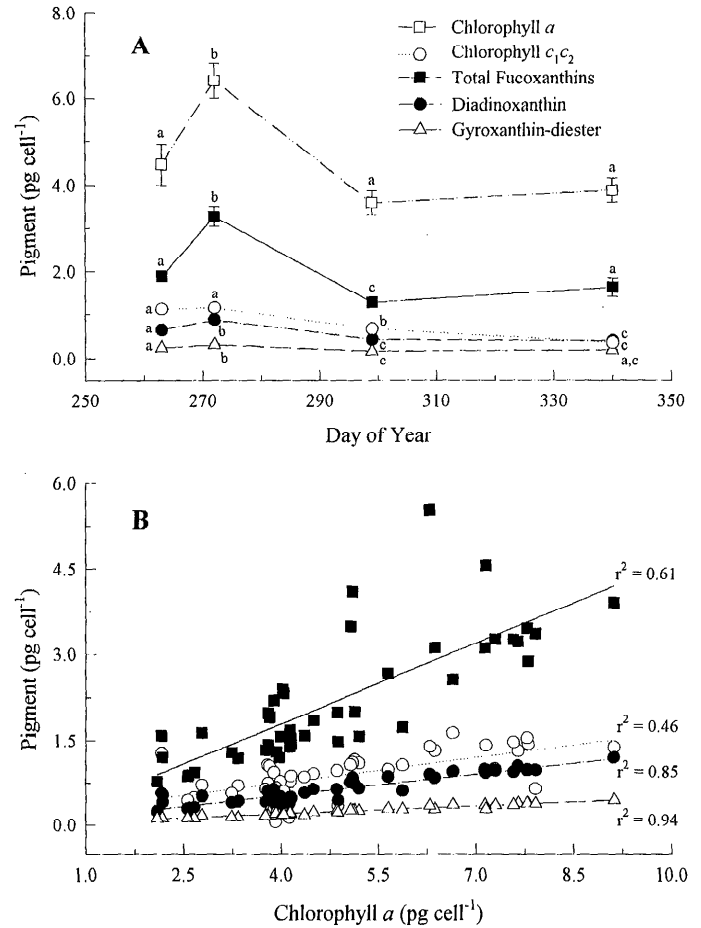 8.0
A
b
Chlorophyll a
Chlorophyll c1c2
Total Fucoxanthins
Diadinoxanthin
Gyroxanthin-diester
6.0
a
a
a
4.0
b
2.0
a
c
a
a
a
b
a
b
c
c
a
b
c
c
a,c
0.0
Pigment (pg cell-1)
250
270
290
310
330
350
Day of Year
6.0
B
4.5
r2 = 0.61
3.0
r2 = 0.46
1.5
r2 = 0.85
0.0
r2 = 0.94
Pigment (pg cell-1)
1.0
2.5
4.0
5.5
7.0
8.5
10.0
Chlorophyll a (pg cell-1)